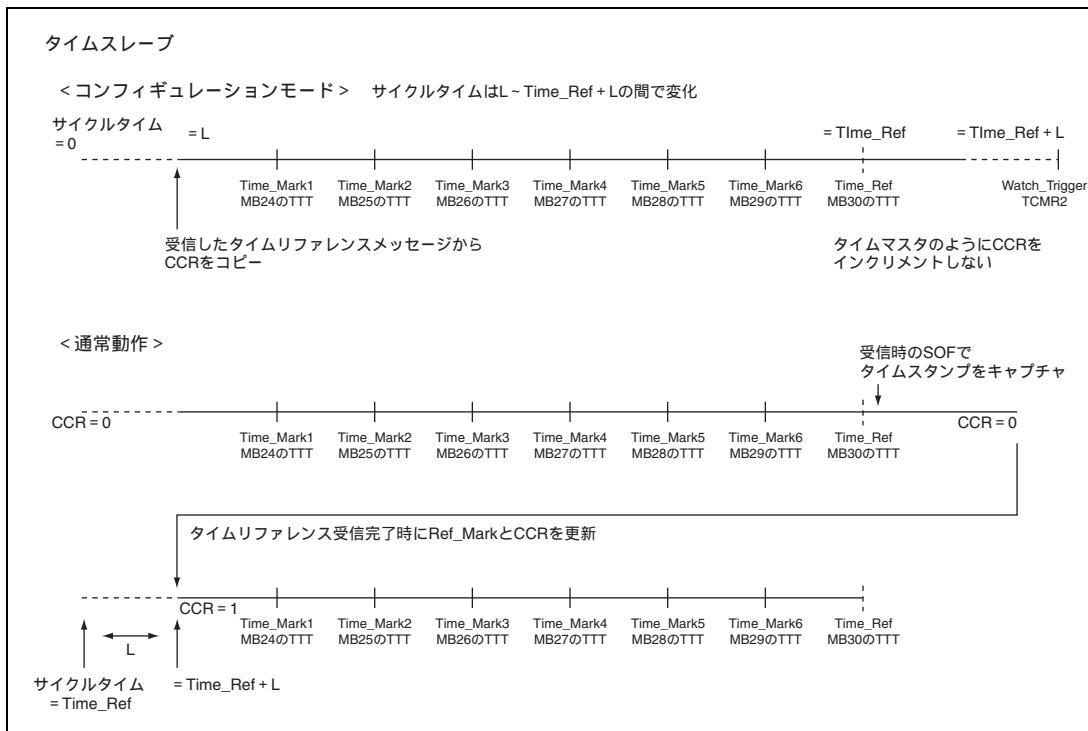 タイムスレーブ
＜コンフィギュレーションモード＞ サイクルタイムはL～Time_Ref + Lの間で変化
サイクルタイム
= 0
= L
= TIme_Ref
= TIme_Ref + L
Time_Mark1
MB24のTTT
Time_Mark2
MB25のTTT
Time_Mark3
MB26のTTT
Time_Mark4
MB27のTTT
Time_Mark5
MB28のTTT
Time_Mark6
MB29のTTT
Time_Ref
MB30のTTT
Watch_Trigger
TCMR2
受信したタイムリファレンスメッセージから
CCRをコピー
タイムマスタのようにCCRを
インクリメントしない
＜通常動作＞
受信時のSOFで
タイムスタンプをキャプチャ
CCR = 0
CCR = 0
Time_Mark1
MB24のTTT
Time_Mark2
MB25のTTT
Time_Mark3
MB26のTTT
Time_Mark4
MB27のTTT
Time_Mark5
MB28のTTT
Time_Mark6
MB29のTTT
Time_Ref
MB30のTTT
タイムリファレンス受信完了時にRef_MarkとCCRを更新
CCR = 1
Time_Mark1
MB24のTTT
Time_Mark2
MB25のTTT
Time_Mark3
MB26のTTT
Time_Mark4
MB27のTTT
Time_Mark5
MB28のTTT
Time_Mark6
MB29のTTT
Time_Ref
MB30のTTT
L
サイクルタイム
= Time_Ref
= Time_Ref + L